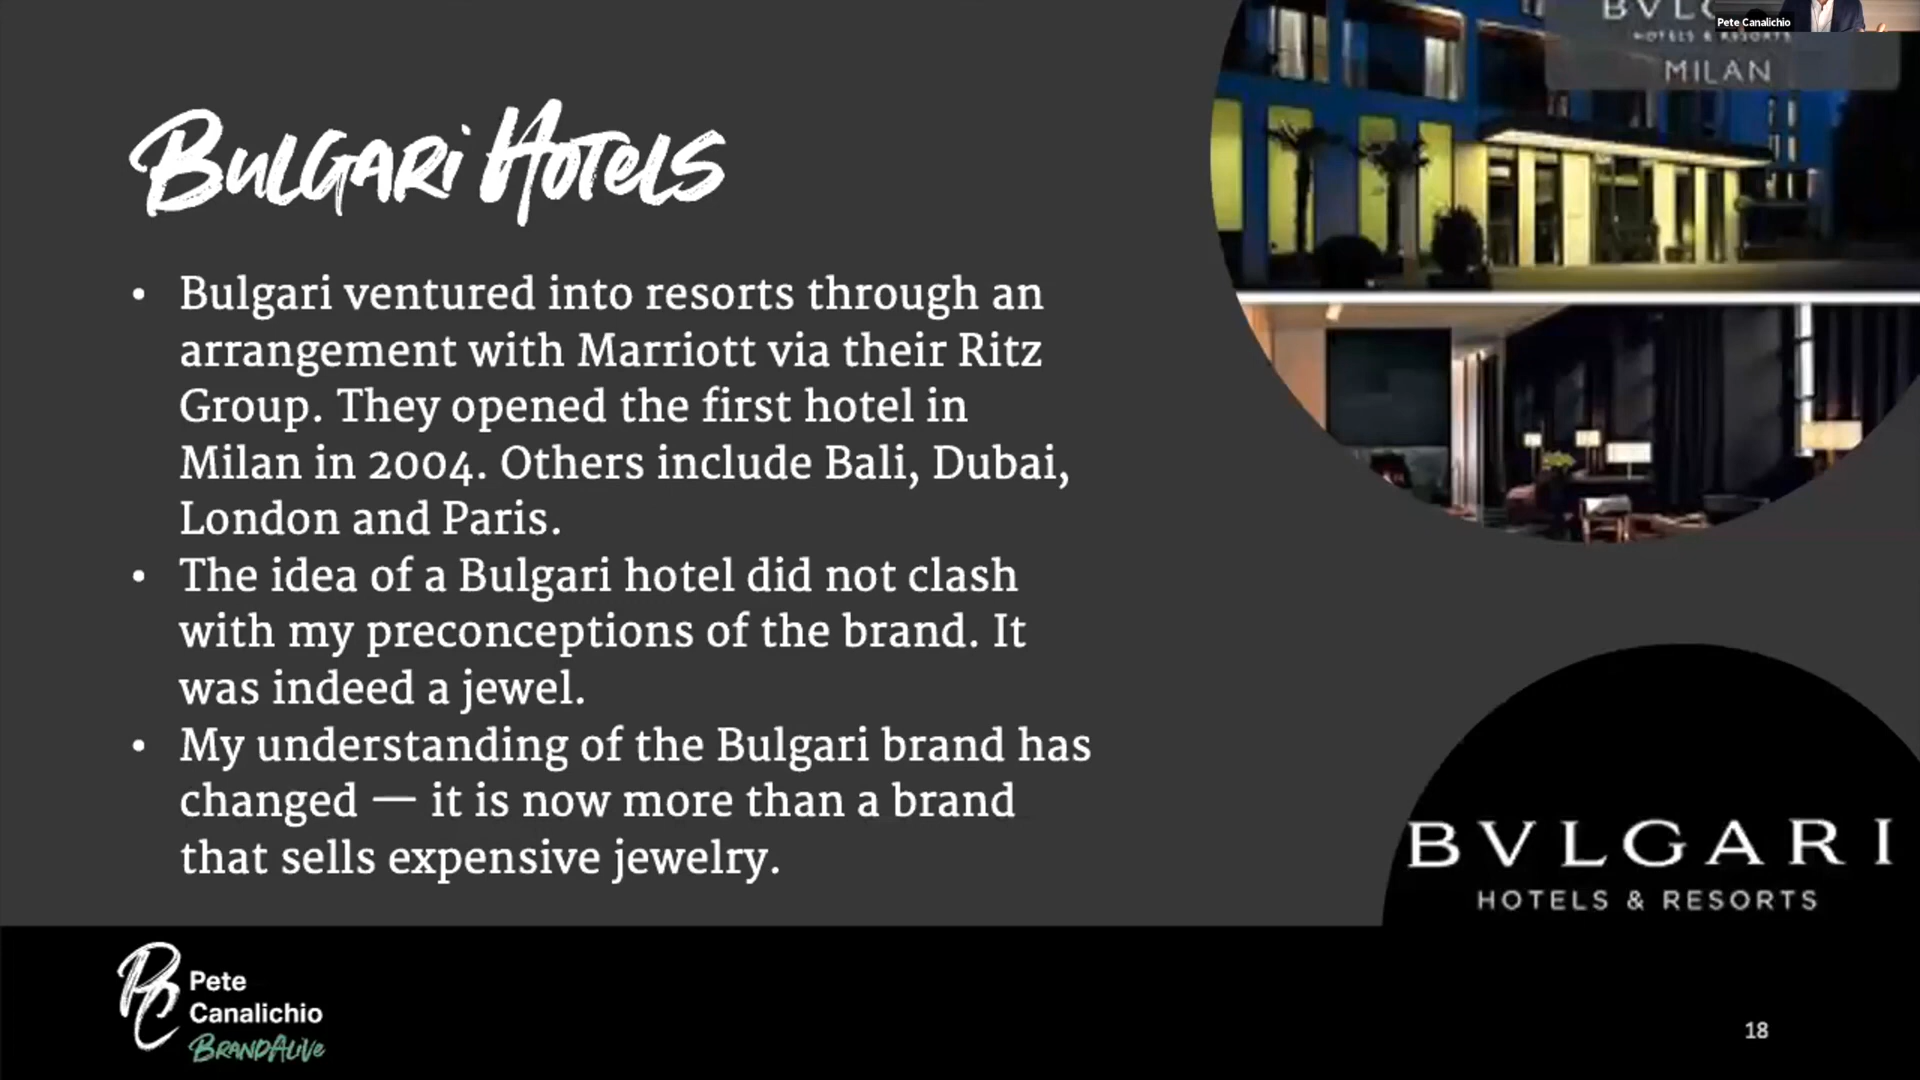 Pete Canalichio
HOTELS & RESORTS
MILAN
BULGARI HOTELS
• Bulgari ventured into resorts through an
arrangement with Marriott via their Ritz
Group. They opened the first hotel in
Milan in 2004. Others include Bali, Dubai,
London and Paris.
• The idea of a Bulgari hotel did not clash
with my preconceptions of the brand. It
was indeed a jewel.
• My understanding of the Bulgari brand has
changed — it is now more than a brand
that sells expensive jewelry.
BVLGARI
HOTELS & RESORTS
PC
Pete
Canalichio
BRANDALIVE
18